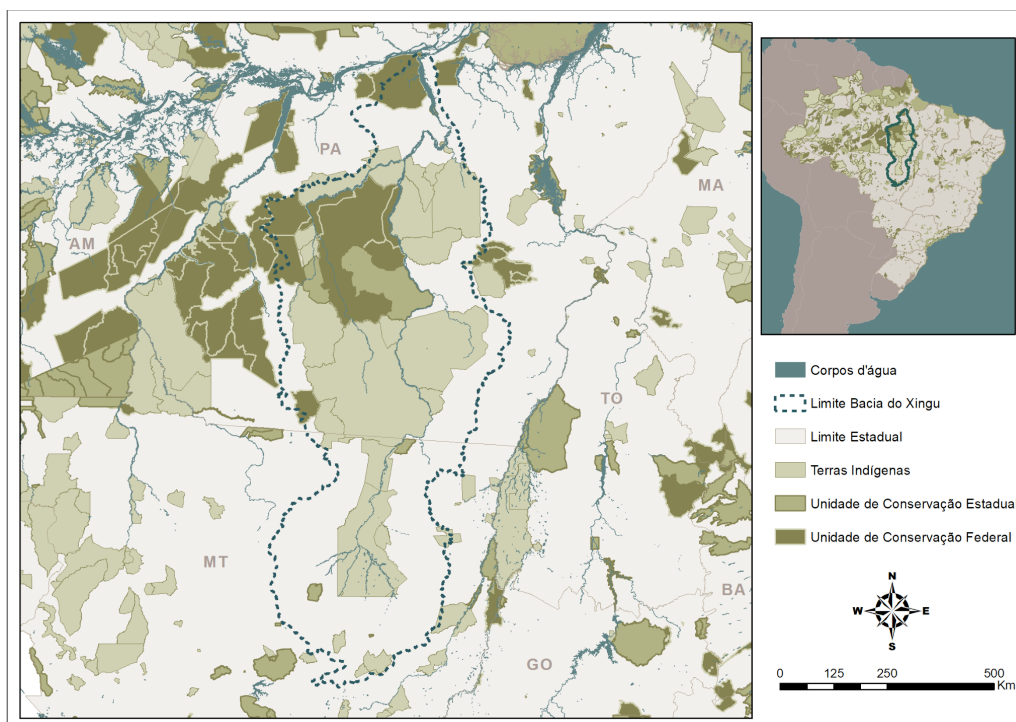 PA
MA
AM
TO
MT
BA
GO
Corpos d'água
Limite Bacia do Xingu
Limite Estadual
Terras Indígenas
Unidade de Conservação Estadual
Unidade de Conservação Federal
N
W E
S
0 125 250 500
Km